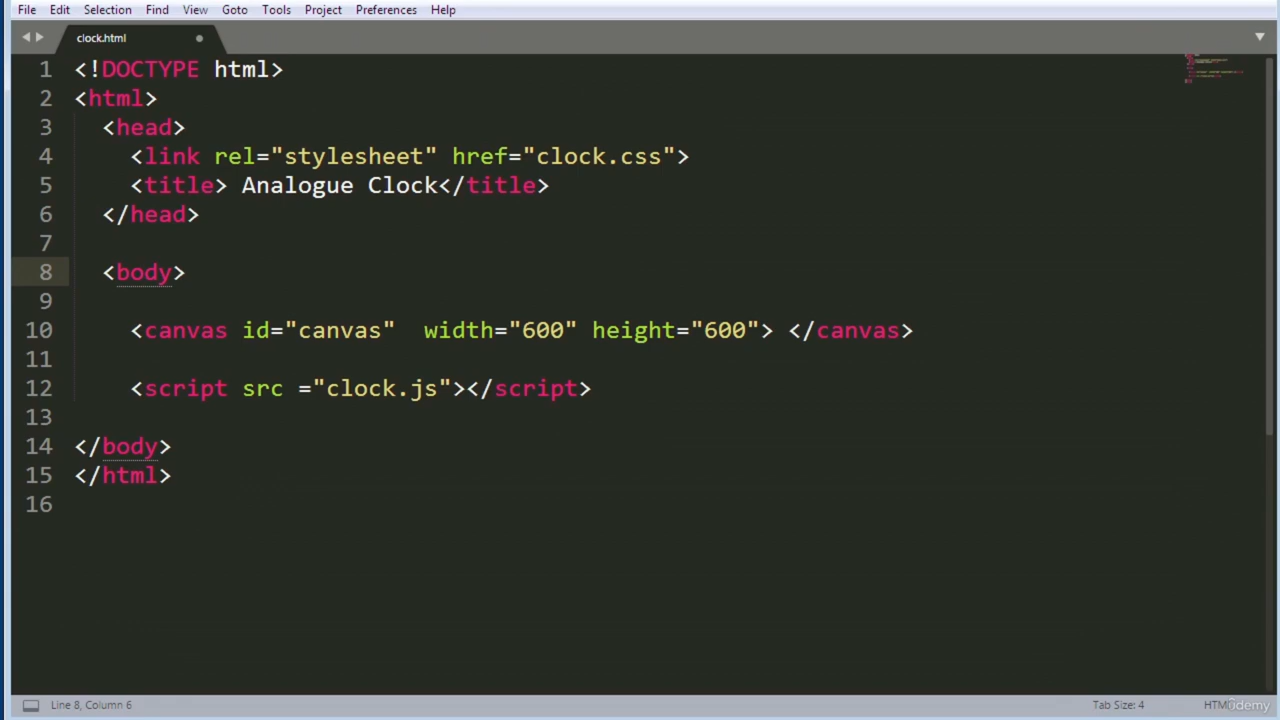 File Edit Selection Find View Goto Tools Project Preferences Help
clock.html
1 <!DOCTYPE html>
2 <html>
3 <head>
4 <link rel="stylesheet" href="clock.css">
5 <title> Analogue Clock</title>
6 </head>
7
8 <body>
9
10 <canvas id="canvas"  width="600" height="600"> </canvas>
11
12 <script src ="clock.js"></script>
13
14 </body>
15 </html>
16
Line 8, Column 6 Tab Size: 4 HTML